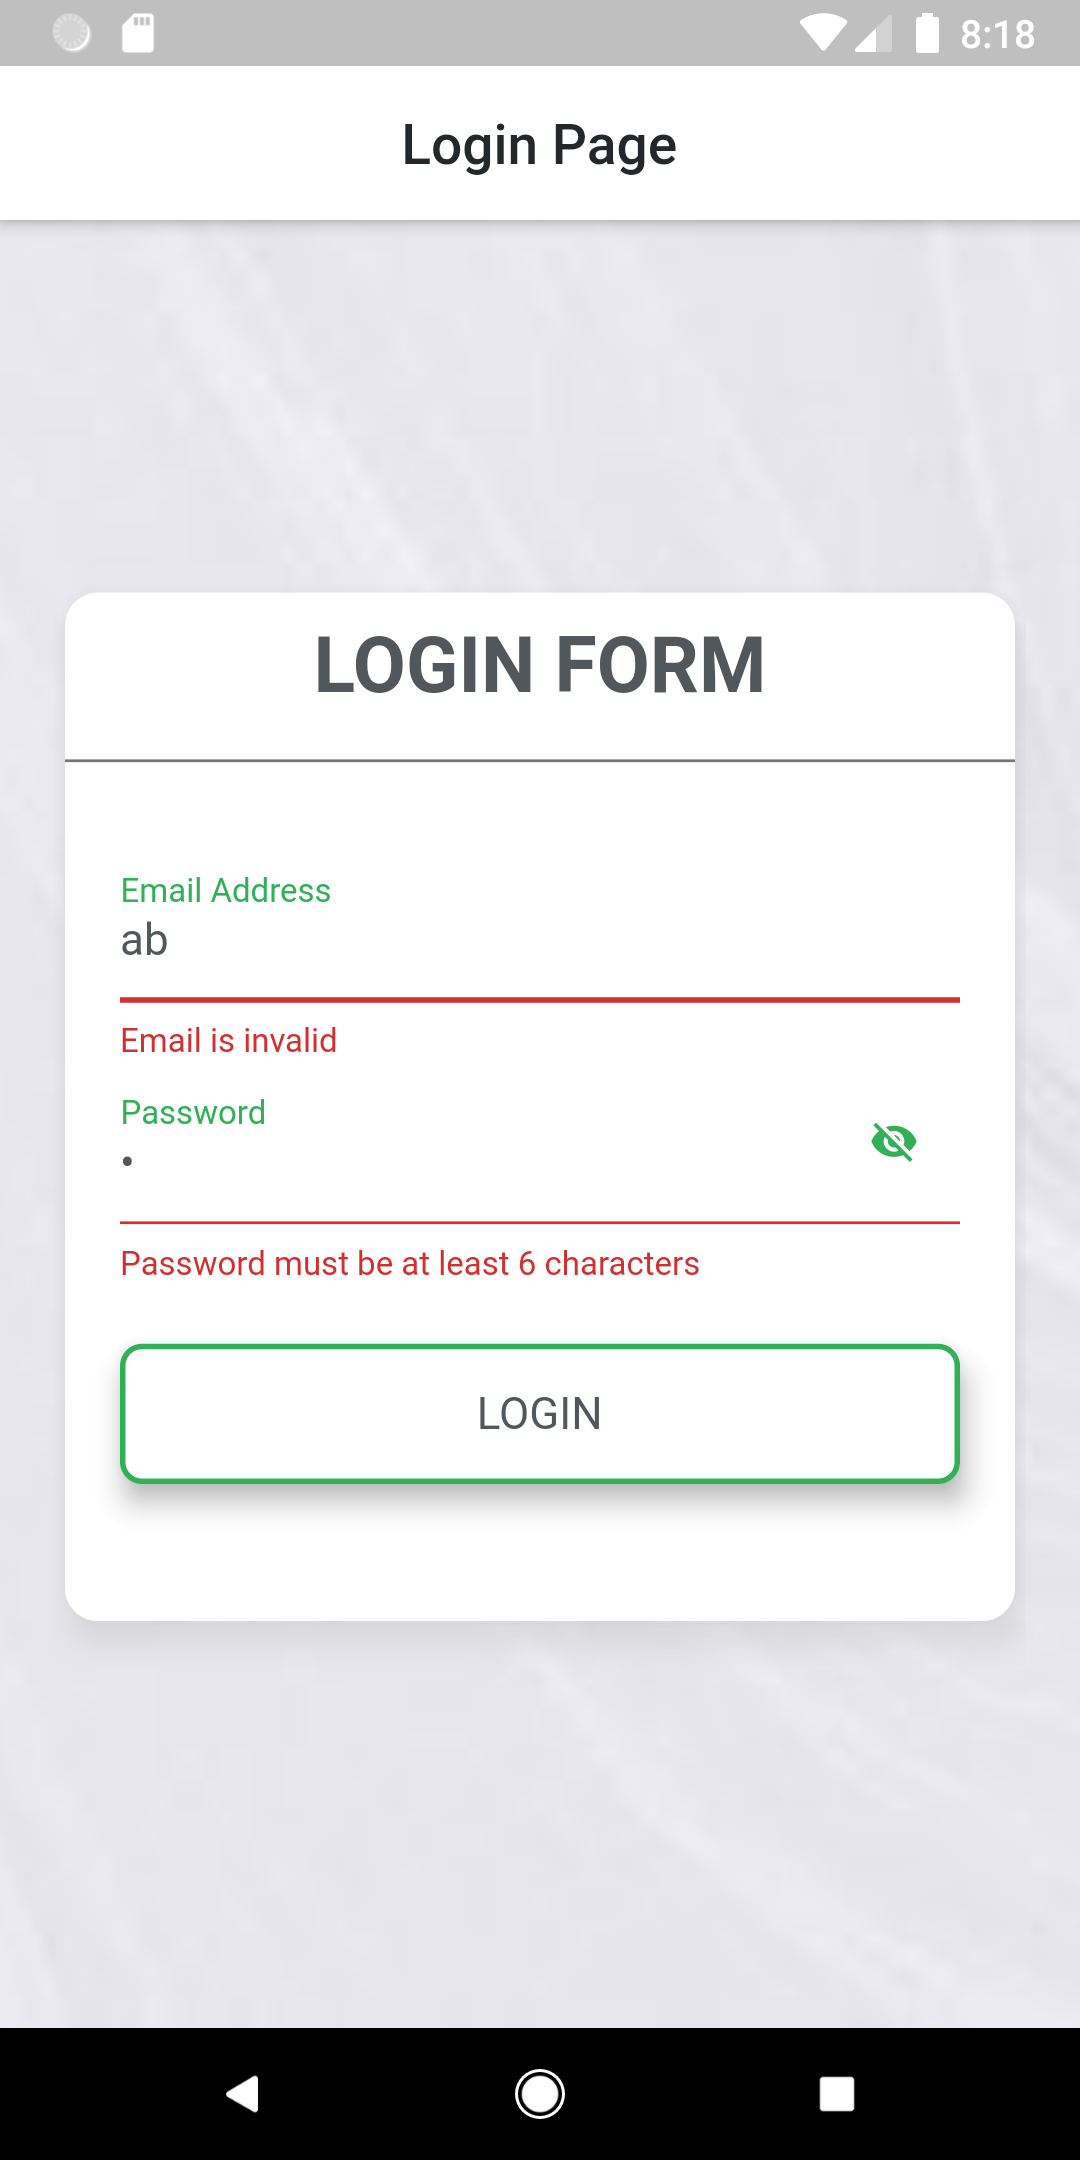 8:18
Login Page
LOGIN FORM
Email Address
ab
Email is invalid
Password
•
Password must be at least 6 characters
LOGIN